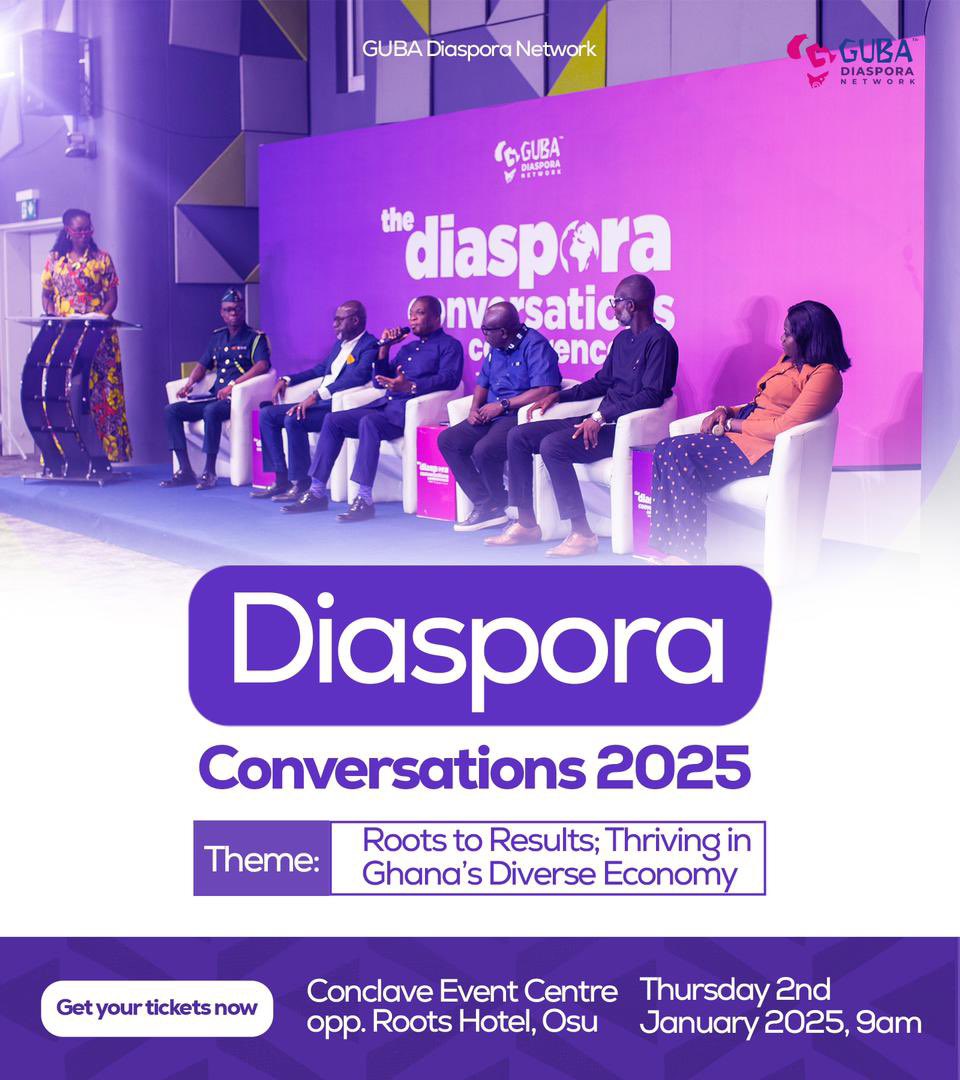 GUBA Diaspora Network
GUBA
DIASPORA
NETWORK
GUBA
DIASPORA
NETWORK
the
diaspora
conversations
Diaspora
Conversations 2025
Theme:
Roots to Results; Thriving in
Ghana's Diverse Economy
Get your tickets now
Conclave Event Centre
opp. Roots Hotel, Osu
Thursday 2nd
January 2025, 9am